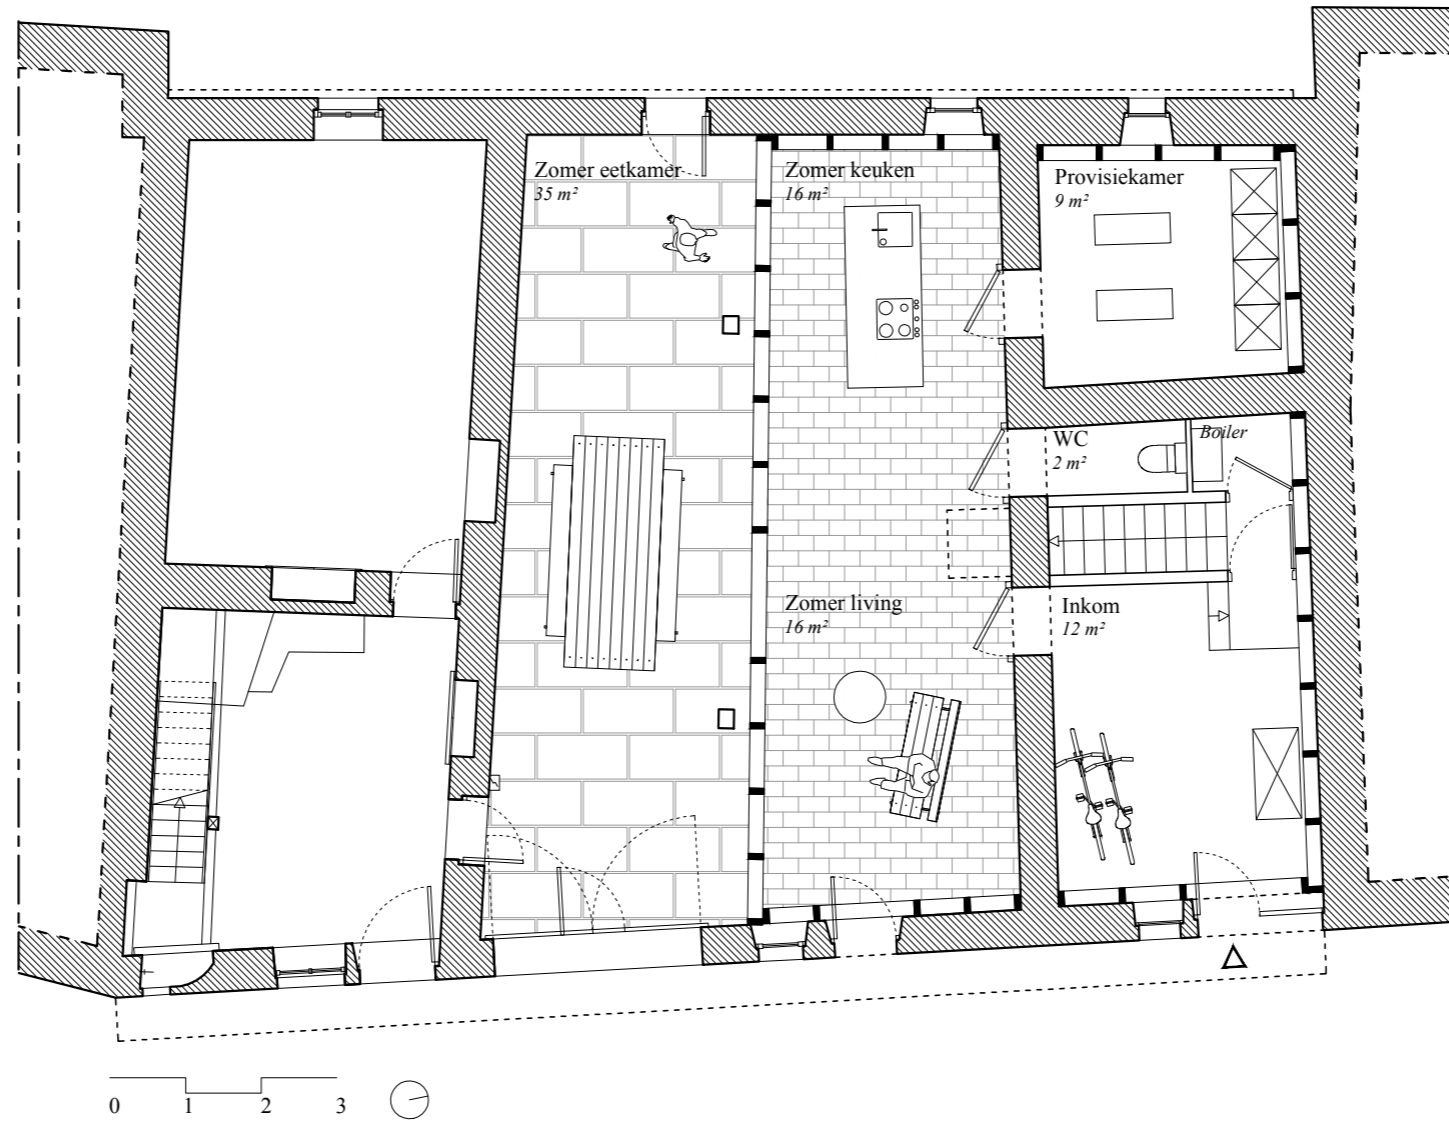 Zomer eetkamer
35 m²
Zomer keuken
16 m²
Provisiekamer
9 m²
WC
2 m²
Boiler
Zomer living
16 m²
Inkom
12 m²
0 1 2 3